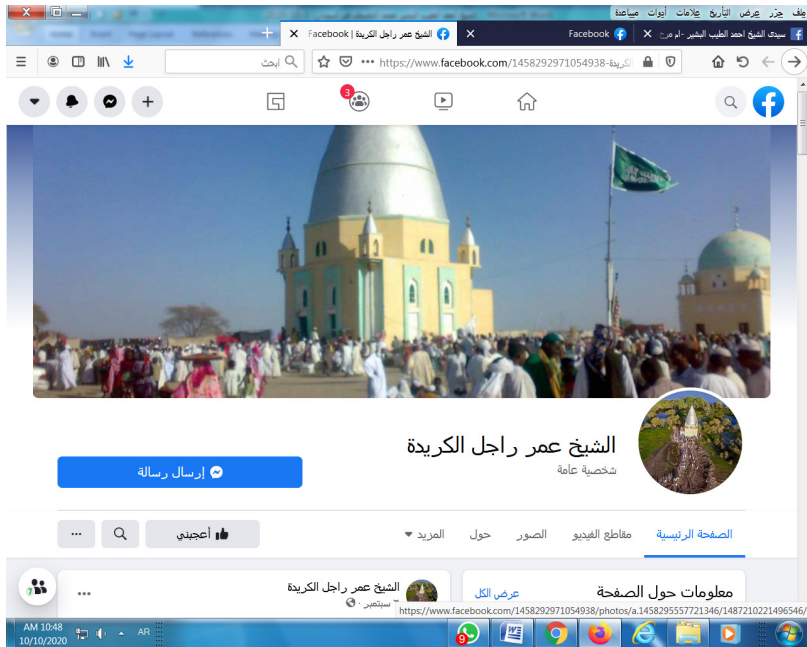 ملف تحرير عرض التأريخ علامات أدوات مساعدة
سيدى الشيخ احمد الطيب البشير -ام مرح
Facebook
الشيخ عمر راجل الكريدة | Facebook
https://www.facebook.com/1458292971054938-الكريدة
ابحث
3
الشيخ عمر راجل الكريدة
شخصية عامة
إرسال رسالة
الصفحة الرئيسية مقاطع الفيديو الصور حول المزيد
أعجبني
معلومات حول الصفحة
عرض الكل
الشيخ عمر راجل الكريدة
سبتمبر ·
7
https://www.facebook.com/1458292971054938/photos/a.1458295557721346/1487210221496546/
9
AR
AM 10:48
10/10/2020